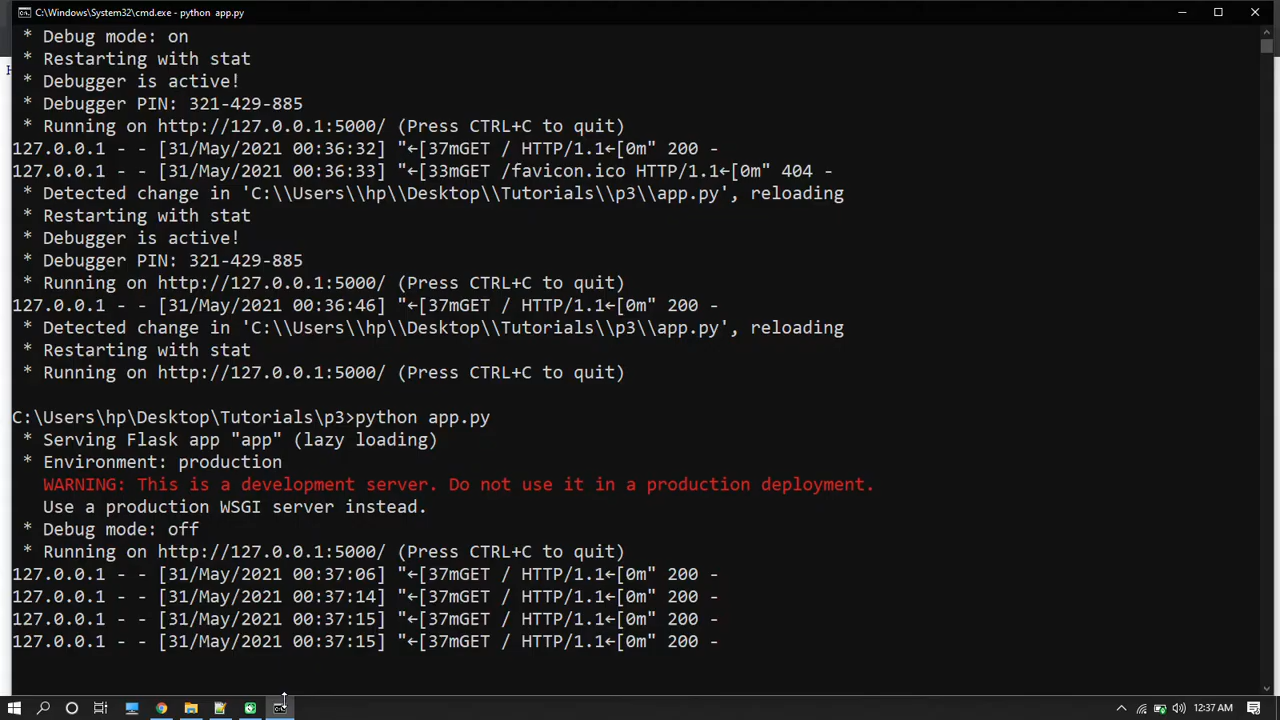 C:\Windows\System32\cmd.exe - python  app.py
* Debug mode: on
* Restarting with stat
* Debugger is active!
* Debugger PIN: 321-429-885
* Running on http://127.0.0.1:5000/ (Press CTRL+C to quit)
127.0.0.1 - - [31/May/2021 00:36:32] "←[37mGET / HTTP/1.1←[0m" 200 -
127.0.0.1 - - [31/May/2021 00:36:33] "←[33mGET /favicon.ico HTTP/1.1←[0m" 404 -
* Detected change in 'C:\\Users\\hp\\Desktop\\Tutorials\\p3\\app.py', reloading
* Restarting with stat
* Debugger is active!
* Debugger PIN: 321-429-885
* Running on http://127.0.0.1:5000/ (Press CTRL+C to quit)
127.0.0.1 - - [31/May/2021 00:36:46] "←[37mGET / HTTP/1.1←[0m" 200 -
* Detected change in 'C:\\Users\\hp\\Desktop\\Tutorials\\p3\\app.py', reloading
* Restarting with stat
* Running on http://127.0.0.1:5000/ (Press CTRL+C to quit)
C:\Users\hp\Desktop\Tutorials\p3>python app.py
* Serving Flask app "app" (lazy loading)
* Environment: production
WARNING: This is a development server. Do not use it in a production deployment.
Use a production WSGI server instead.
* Debug mode: off
* Running on http://127.0.0.1:5000/ (Press CTRL+C to quit)
127.0.0.1 - - [31/May/2021 00:37:06] "←[37mGET / HTTP/1.1←[0m" 200 -
127.0.0.1 - - [31/May/2021 00:37:14] "←[37mGET / HTTP/1.1←[0m" 200 -
127.0.0.1 - - [31/May/2021 00:37:15] "←[37mGET / HTTP/1.1←[0m" 200 -
127.0.0.1 - - [31/May/2021 00:37:15] "←[37mGET / HTTP/1.1←[0m" 200 -
12:37 AM